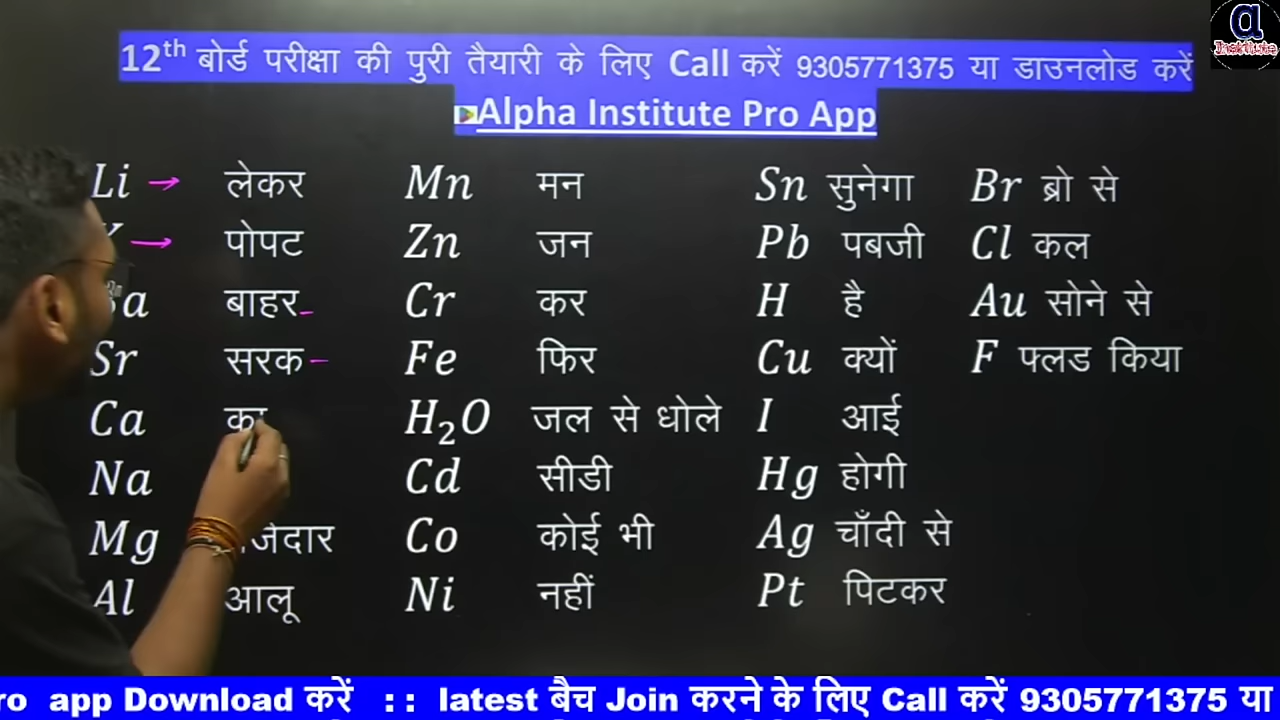 a
Institute
12th बोर्ड परीक्षा की पुरी तैयारी के लिए Call करें 9305771375 या डाउनलोड करें
Alpha Institute Pro App
Li → लेकर Mn मन Sn सुनेगा Br ब्रो से
→ पोपट Zn जन Pb पबजी Cl कल
बाहर Cr कर H है Au सोने से
Sr सरक Fe फिर Cu क्यों F फ्लड किया
Ca H₂O जल से धोले I आई
Na Cd सीडी Hg होगी
Mg Co कोई भी Ag चाँदी से
Al आलू Ni नहीं Pt पिटकर
app Download करें :: latest बैच Join करने के लिए Call करें 9305771375 या